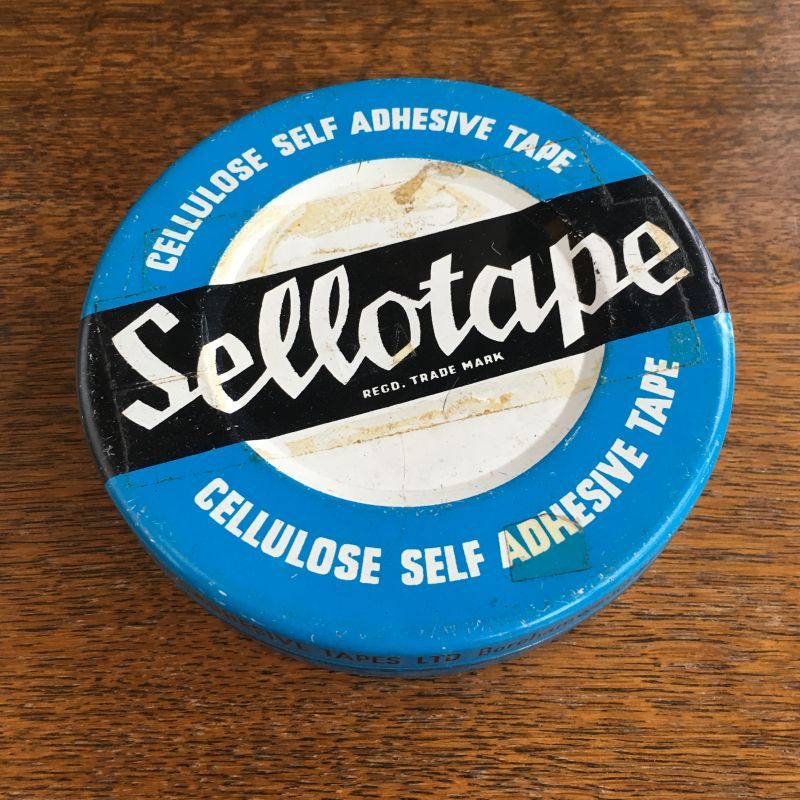 CELLULOSE SELF ADHESIVE TAPE
Sellotape
REGD. TRADE MARK
CELLULOSE SELF ADHESIVE TAPE
TAPES LTD